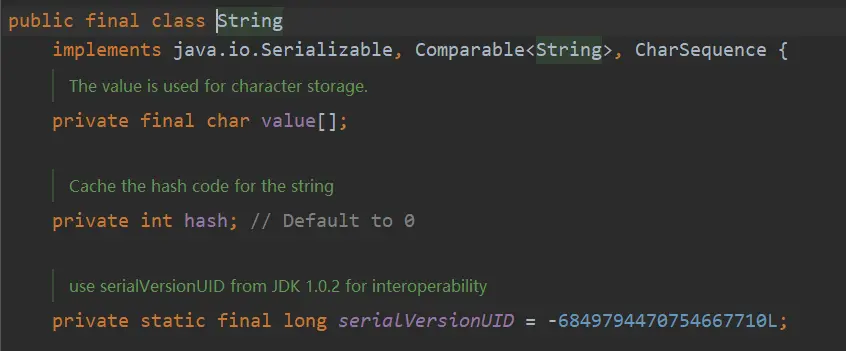 public final class String
implements java.io.Serializable, Comparable<String>, CharSequence {
The value is used for character storage.
private final char value[];
Cache the hash code for the string
private int hash; // Default to 0
use serialVersionUID from JDK 1.0.2 for interoperability
private static final long serialVersionUID = -6849794470754667710L;